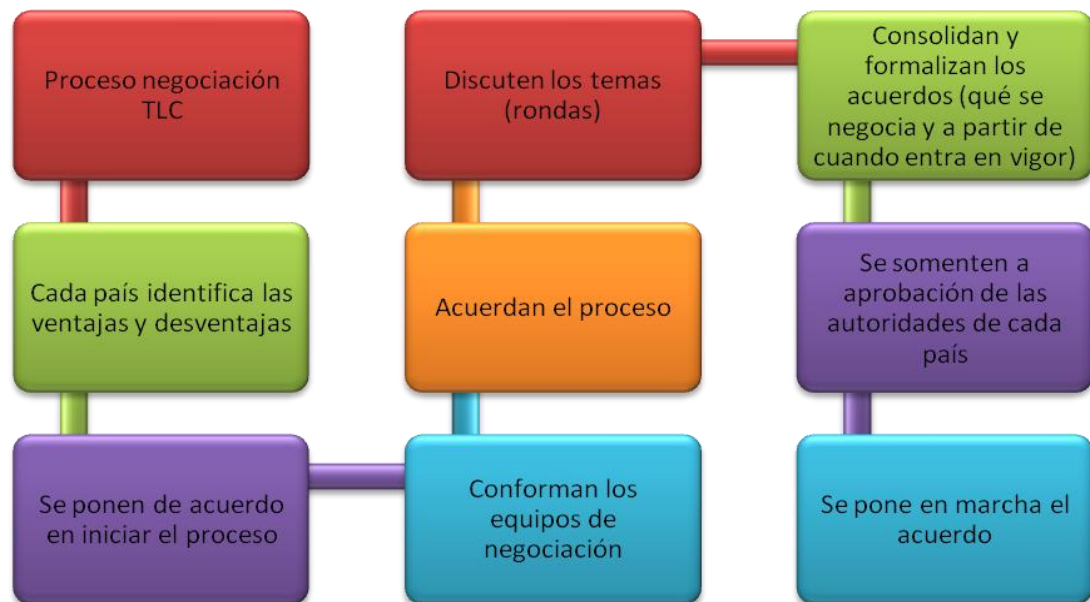 Proceso negociación
TLC
Cada país identifica las
ventajas y desventajas
Se ponen de acuerdo
en iniciar el proceso
Conforman los
equipos de
negociación
Acuerdan el proceso
Discuten los temas
(rondas)
Consolidan y
formalizan los
acuerdos (qué se
negocia y a partir de
cuando entra en vigor)
Se somenten a
aprobación de las
autoridades de cada
país
Se pone en marcha el
acuerdo